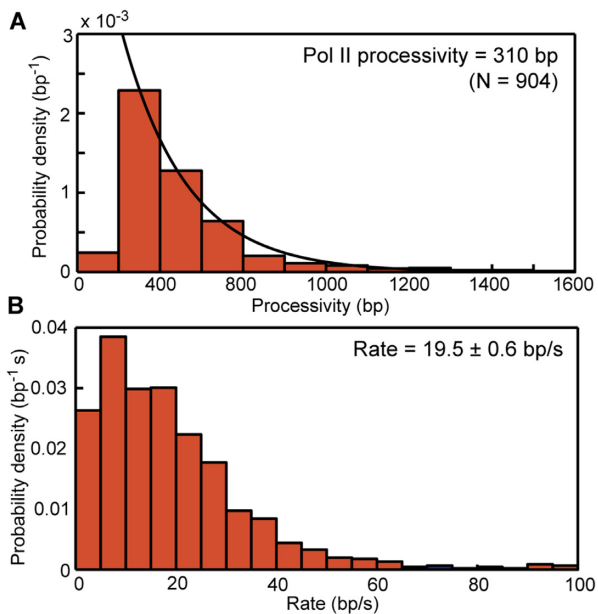 A
x 10⁻³
Pol II processivity = 310 bp
(N = 904)
Probability density (bp⁻¹)
3
2
1
0
0 400 800 1000 1200 1400 1600
Processivity (bp)
B
Rate = 19.5 ± 0.6 bp/s
Probability density (bp⁻¹ s)
0.04
0.03
0.02
0.01
0
0 20 40 60 80 100
Rate (bp/s)